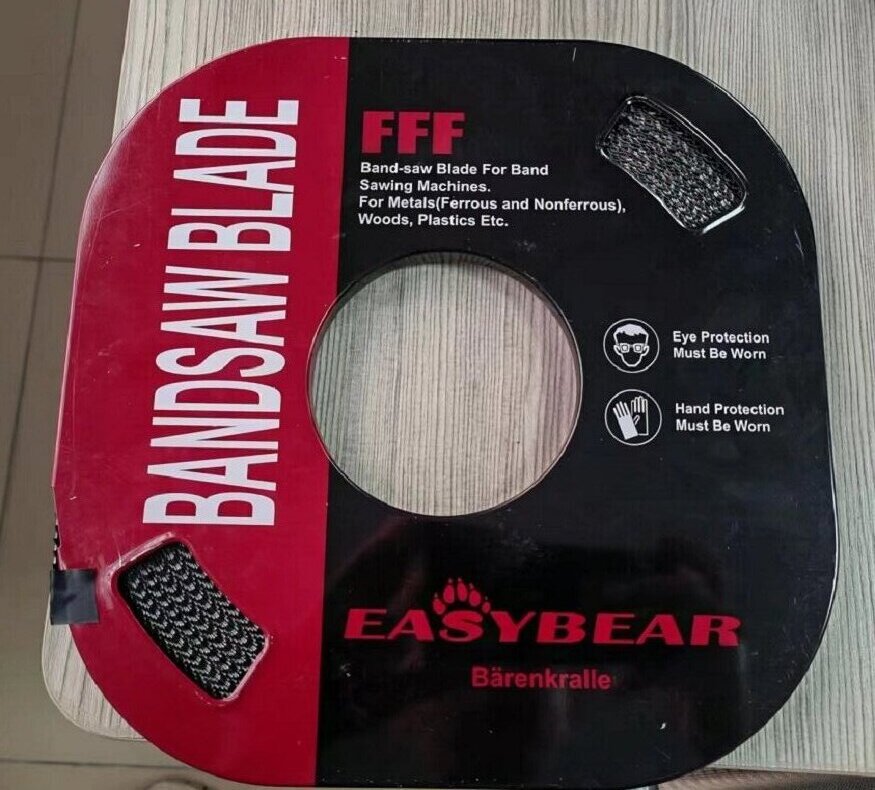 BANDSAW BLADE
FFF
Band-saw Blade For Band
Sawing Machines.
For Metals(Ferrous and Nonferrous),
Woods, Plastics Etc.
Eye Protection
Must Be Worn
Hand Protection
Must Be Worn
EASYBEAR
Bärenkralle